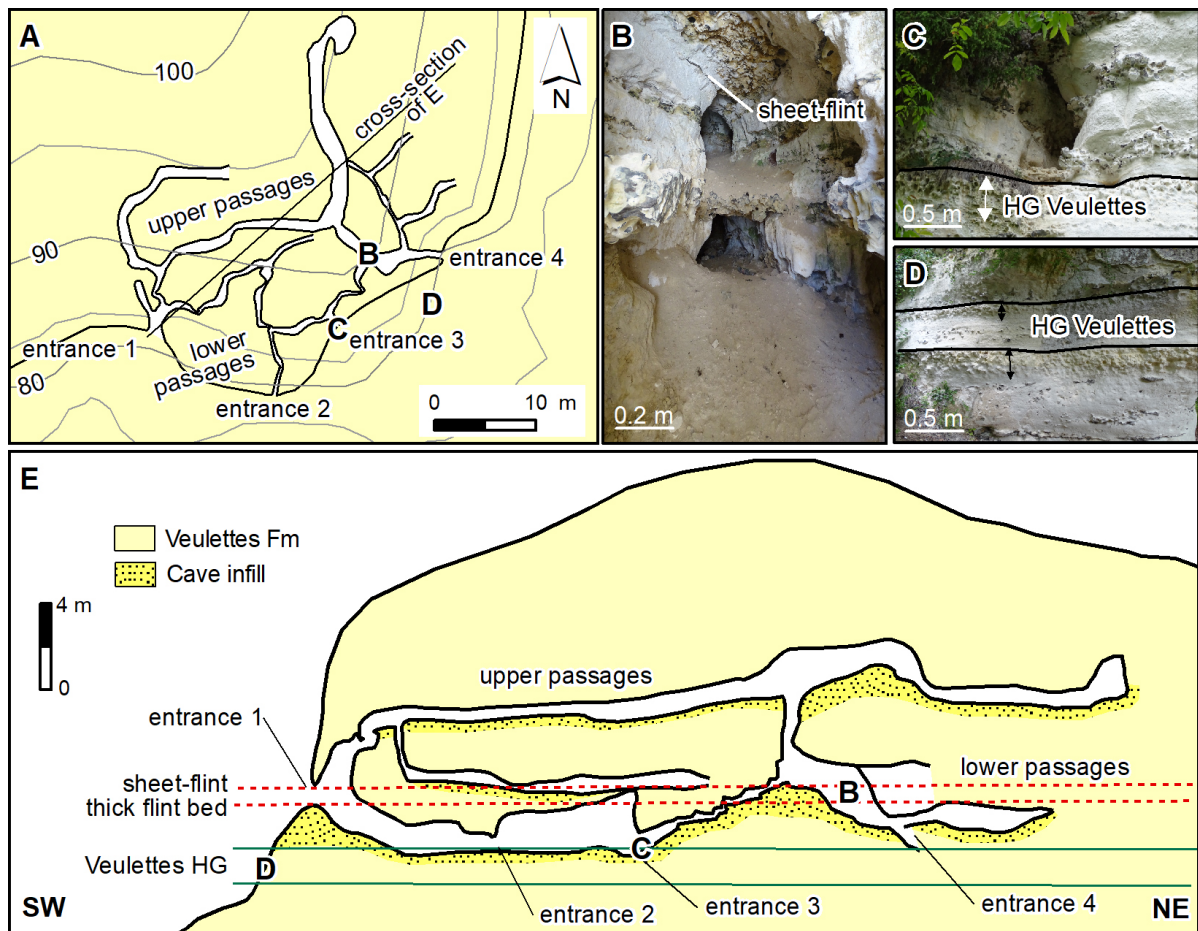 A
100
90
80
cross-section
of E
N
upper passages
B
entrance 4
D
C
entrance 3
entrance 1
lower
passages
entrance 2
0 10 m
B
sheet-flint
0.2 m
C
0.5 m
HG Veulettes
D
HG Veulettes
0.5 m
E
Veulettes Fm
Cave infill
4 m
0
upper passages
entrance 1
sheet-flint
thick flint bed
lower passages
B
C
Veulettes HG
D
entrance 2
entrance 3
entrance 4
SW
NE